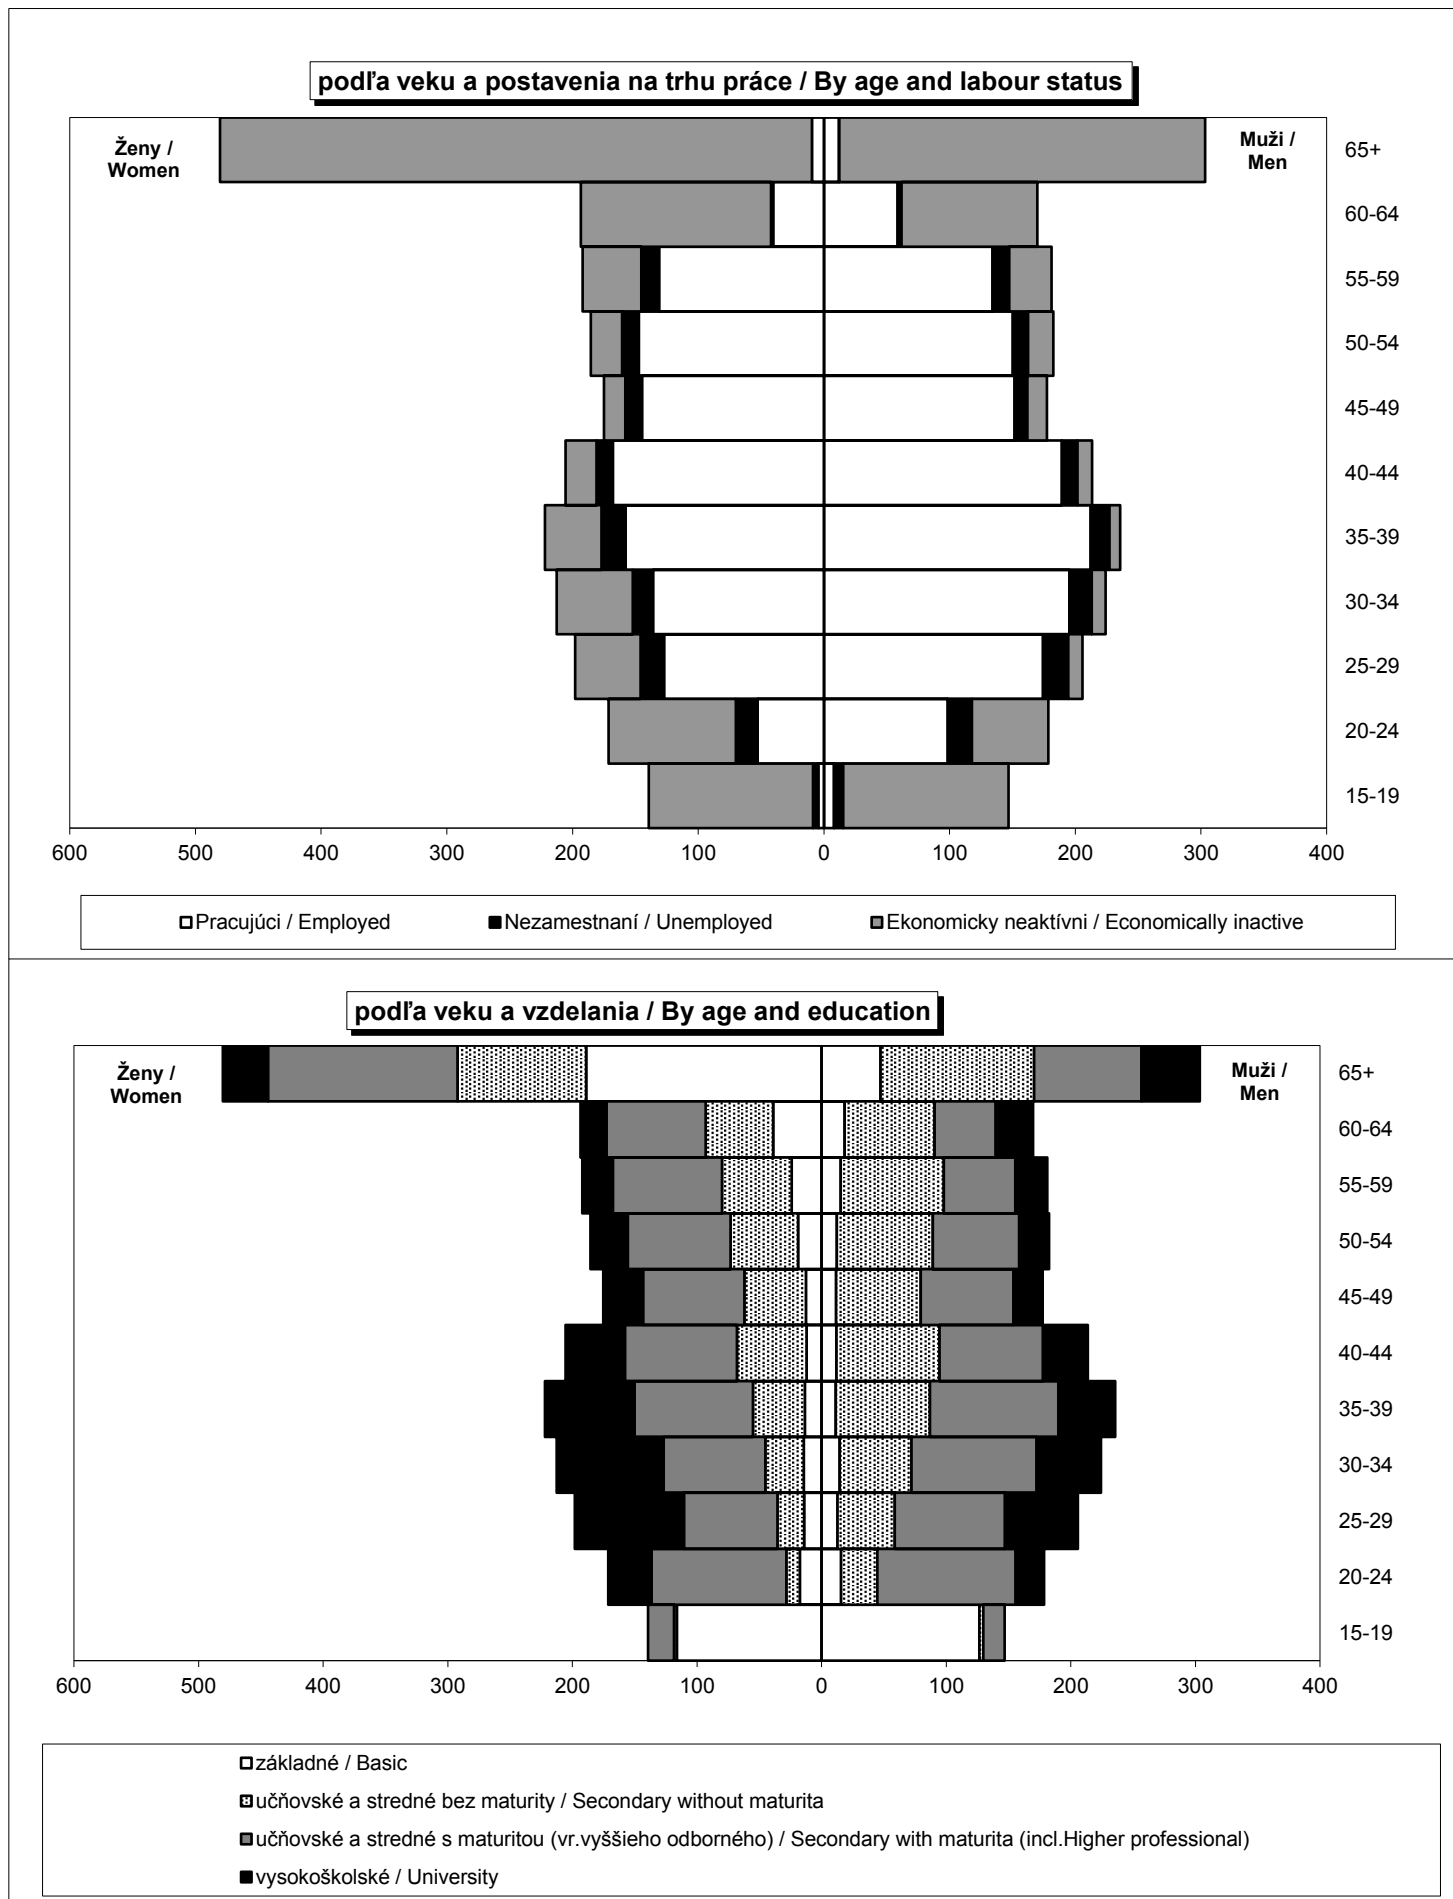 podľa veku a postavenia na trhu práce / By age and labour status
Ženy /
Women
Muži /
Men
65+
60-64
55-59
50-54
45-49
40-44
35-39
30-34
25-29
20-24
15-19
600 500 400 300 200 100 0 100 200 300 400
Pracujúci / Employed Nezamestnaní / Unemployed Ekonomicky neaktívni / Economically inactive
podľa veku a vzdelania / By age and education
Ženy /
Women
Muži /
Men
65+
60-64
55-59
50-54
45-49
40-44
35-39
30-34
25-29
20-24
15-19
600 500 400 300 200 100 0 100 200 300 400
základné / Basic
učňovské a stredné bez maturity / Secondary without maturita
učňovské a stredné s maturitou (vr.vyššieho odborného) / Secondary with maturita (incl.Higher professional)
vysokoškolské / University